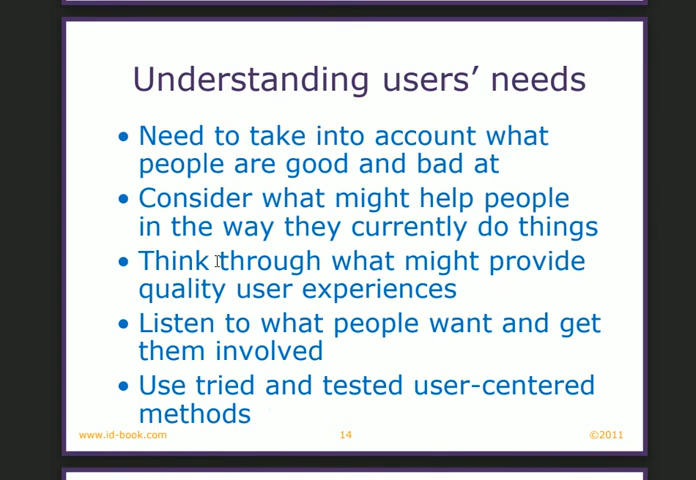 Understanding users’ needs
• Need to take into account what
people are good and bad at
• Consider what might help people
in the way they currently do things
• Think through what might provide
quality user experiences
• Listen to what people want and get
them involved
• Use tried and tested user-centered
methods
www.id-book.com 14 ©2011